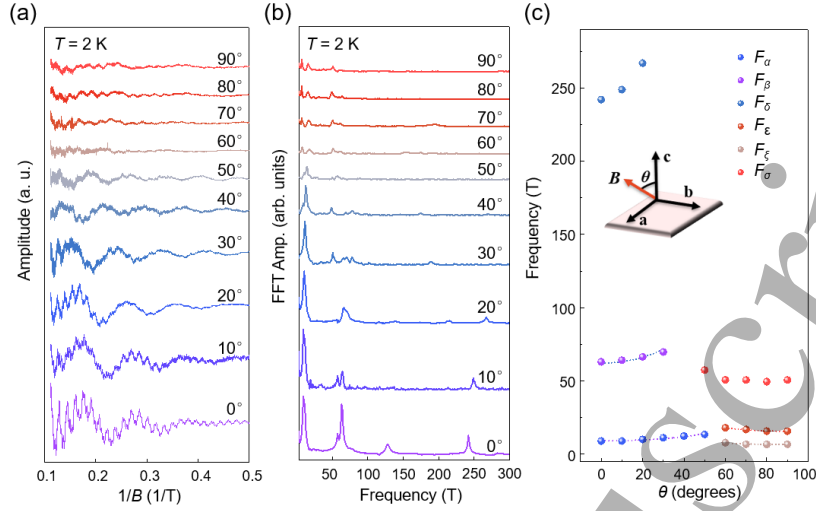 (a)
T = 2 K
90°
80°
70°
60°
50°
40°
30°
20°
10°
0°
Amplitude (a. u.)
0.1 0.2 0.3 0.4 0.5
1/B (1/T)
(b)
T = 2 K
90°
80°
70°
60°
50°
40°
30°
20°
10°
0°
FFT Amp. (arb. units)
50 100 150 200 250 300
Frequency (T)
(c)
Fα
Fβ
Fδ
Fε
Fξ
Fσ
c
B
θ
b
a
Frequency (T)
250
200
175
150
100
50
0
0 20 40 60 80 100
θ (degrees)
script